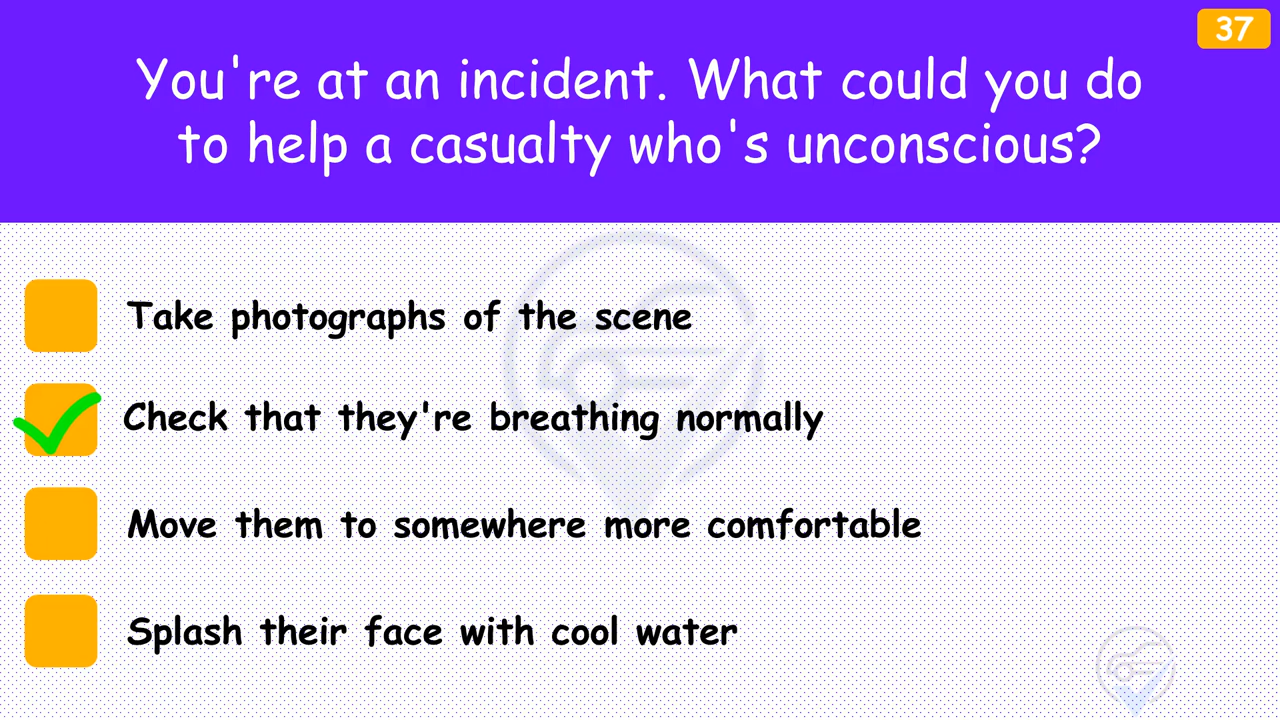 37
You're at an incident. What could you do
to help a casualty who's unconscious?
Take photographs of the scene
Check that they're breathing normally
Move them to somewhere more comfortable
Splash their face with cool water